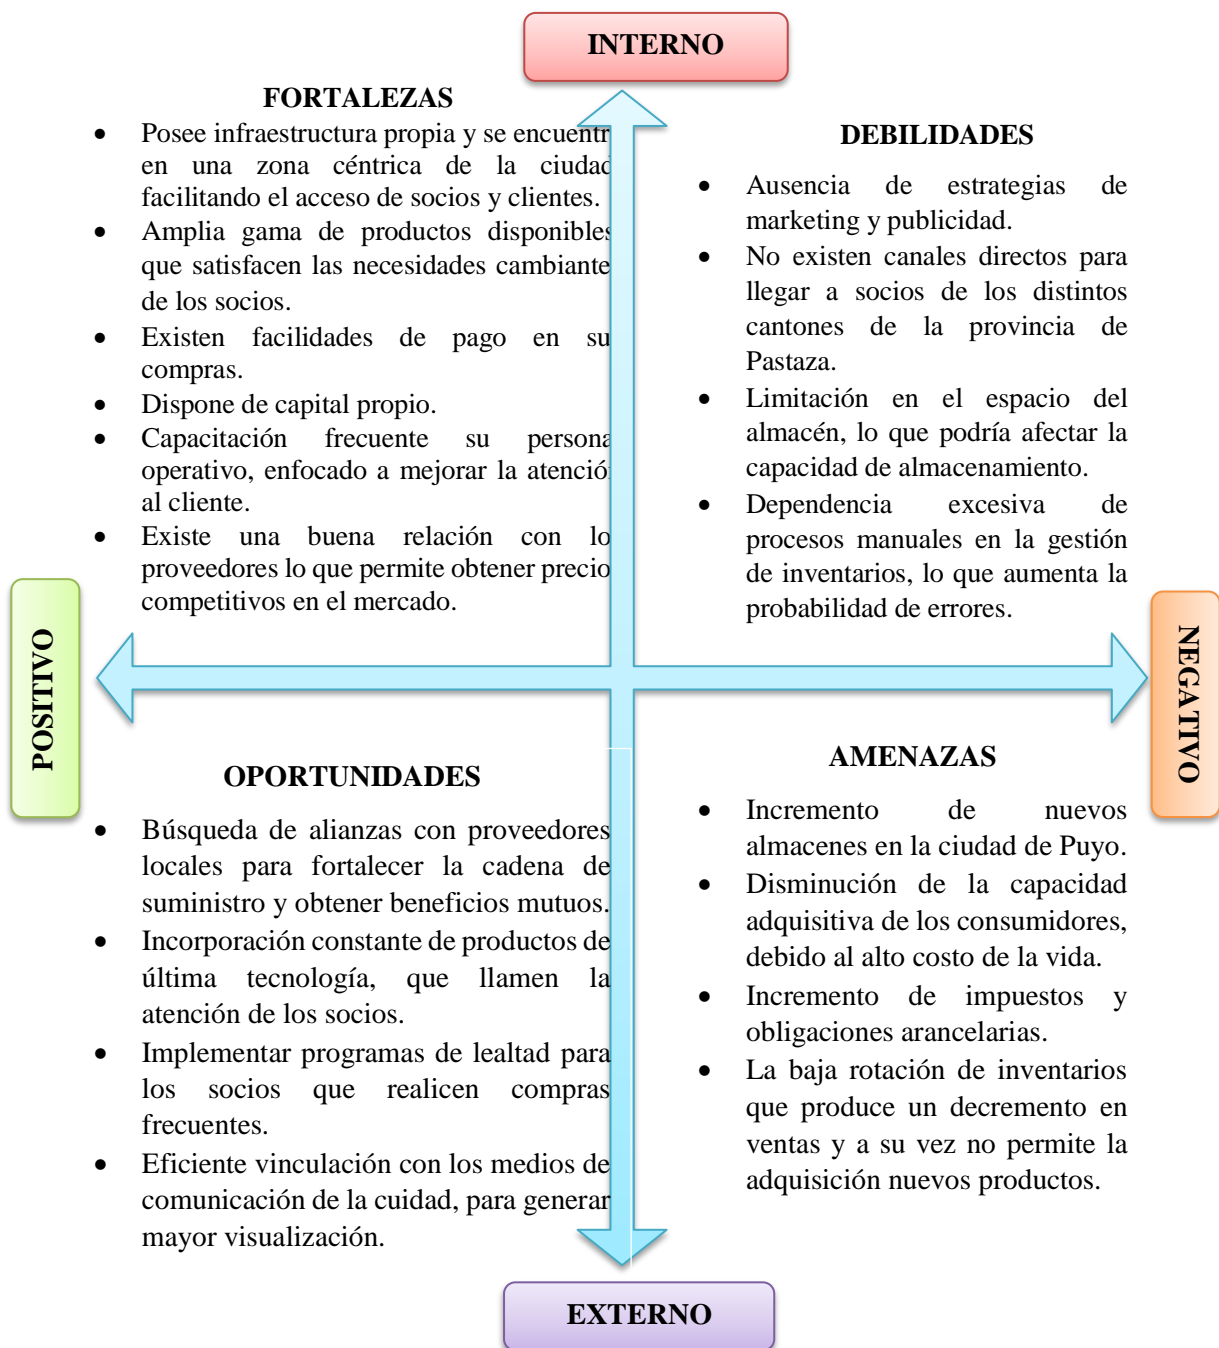 INTERNO
FORTALEZAS
• Posee infraestructura propia y se encuentr
en una zona céntrica de la ciudad
facilitando el acceso de socios y clientes.
• Amplia gama de productos disponibles
que satisfacen las necesidades cambiante
de los socios.
• Existen facilidades de pago en su
compras.
• Dispone de capital propio.
• Capacitación frecuente su persona
operativo, enfocado a mejorar la atención
al cliente.
• Existe una buena relación con lo
proveedores lo que permite obtener precio
competitivos en el mercado.
DEBILIDADES
• Ausencia de estrategias de
marketing y publicidad.
• No existen canales directos para
llegar a socios de los distintos
cantones de la provincia de
Pastaza.
• Limitación en el espacio del
almacén, lo que podría afectar la
capacidad de almacenamiento.
• Dependencia excesiva de
procesos manuales en la gestión
de inventarios, lo que aumenta la
probabilidad de errores.
POSITIVO
NEGATIVO
OPORTUNIDADES
• Búsqueda de alianzas con proveedores
locales para fortalecer la cadena de
suministro y obtener beneficios mutuos.
• Incorporación constante de productos de
última tecnología, que llamen la
atención de los socios.
• Implementar programas de lealtad para
los socios que realicen compras
frecuentes.
• Eficiente vinculación con los medios de
comunicación de la cuidad, para generar
mayor visualización.
AMENAZAS
• Incremento de nuevos
almacenes en la ciudad de Puyo.
• Disminución de la capacidad
adquisitiva de los consumidores,
debido al alto costo de la vida.
• Incremento de impuestos y
obligaciones arancelarias.
• La baja rotación de inventarios
que produce un decremento en
ventas y a su vez no permite la
adquisición nuevos productos.
EXTERNO